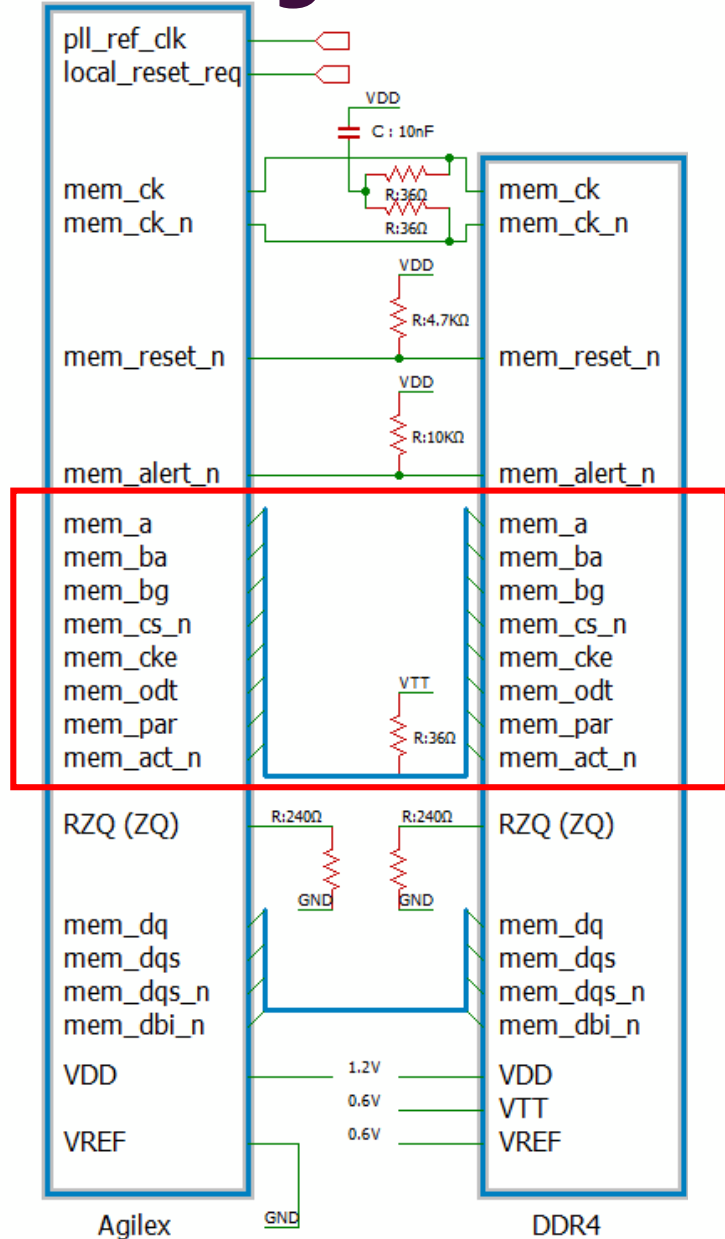 pll_ref_clk
local_reset_req
VDD
C : 10nF
mem_ck
R:36Ω
mem_ck
mem_ck_n
R:36Ω
mem_ck_n
VDD
R:4.7KΩ
mem_reset_n
mem_reset_n
VDD
R:10KΩ
mem_alert_n
mem_alert_n
mem_a
mem_a
mem_ba
mem_ba
mem_bg
mem_bg
mem_cs_n
mem_cs_n
mem_cke
mem_cke
VTT
mem_odt
mem_odt
mem_par
R:36Ω
mem_par
mem_act_n
mem_act_n
RZQ (ZQ)
R:240Ω
R:240Ω
RZQ (ZQ)
GND
GND
mem_dq
mem_dq
mem_dqs
mem_dqs
mem_dqs_n
mem_dqs_n
mem_dbi_n
mem_dbi_n
VDD
1.2V
VDD
0.6V
VTT
VREF
0.6V
VREF
Agilex
GND
DDR4